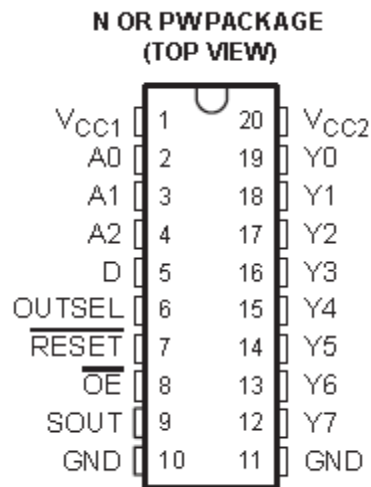 N OR PW PACKAGE
(TOP VIEW)
VCC1 1 20 VCC2
A0 2 19 Y0
A1 3 18 Y1
A2 4 17 Y2
D 5 16 Y3
OUTSEL 6 15 Y4
RESET 7 14 Y5
OE 8 13 Y6
SOUT 9 12 Y7
GND 10 11 GND